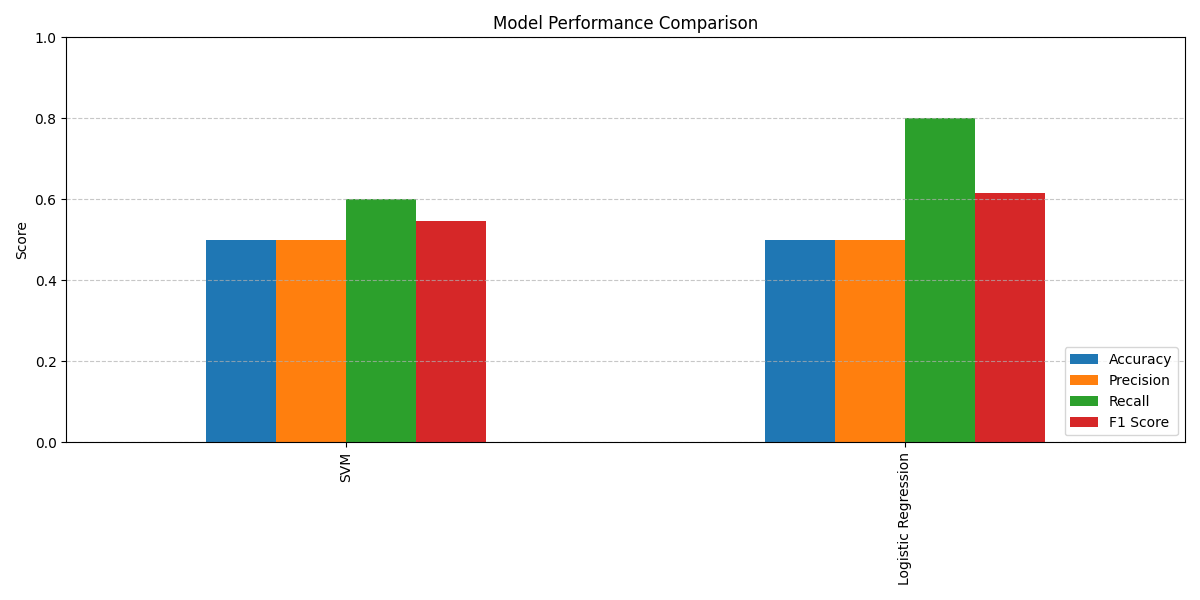 Model Performance Comparison
1.0
0.8
0.6
0.4
0.2
0.0
Score
SVM
Logistic Regression
Accuracy
Precision
Recall
F1 Score